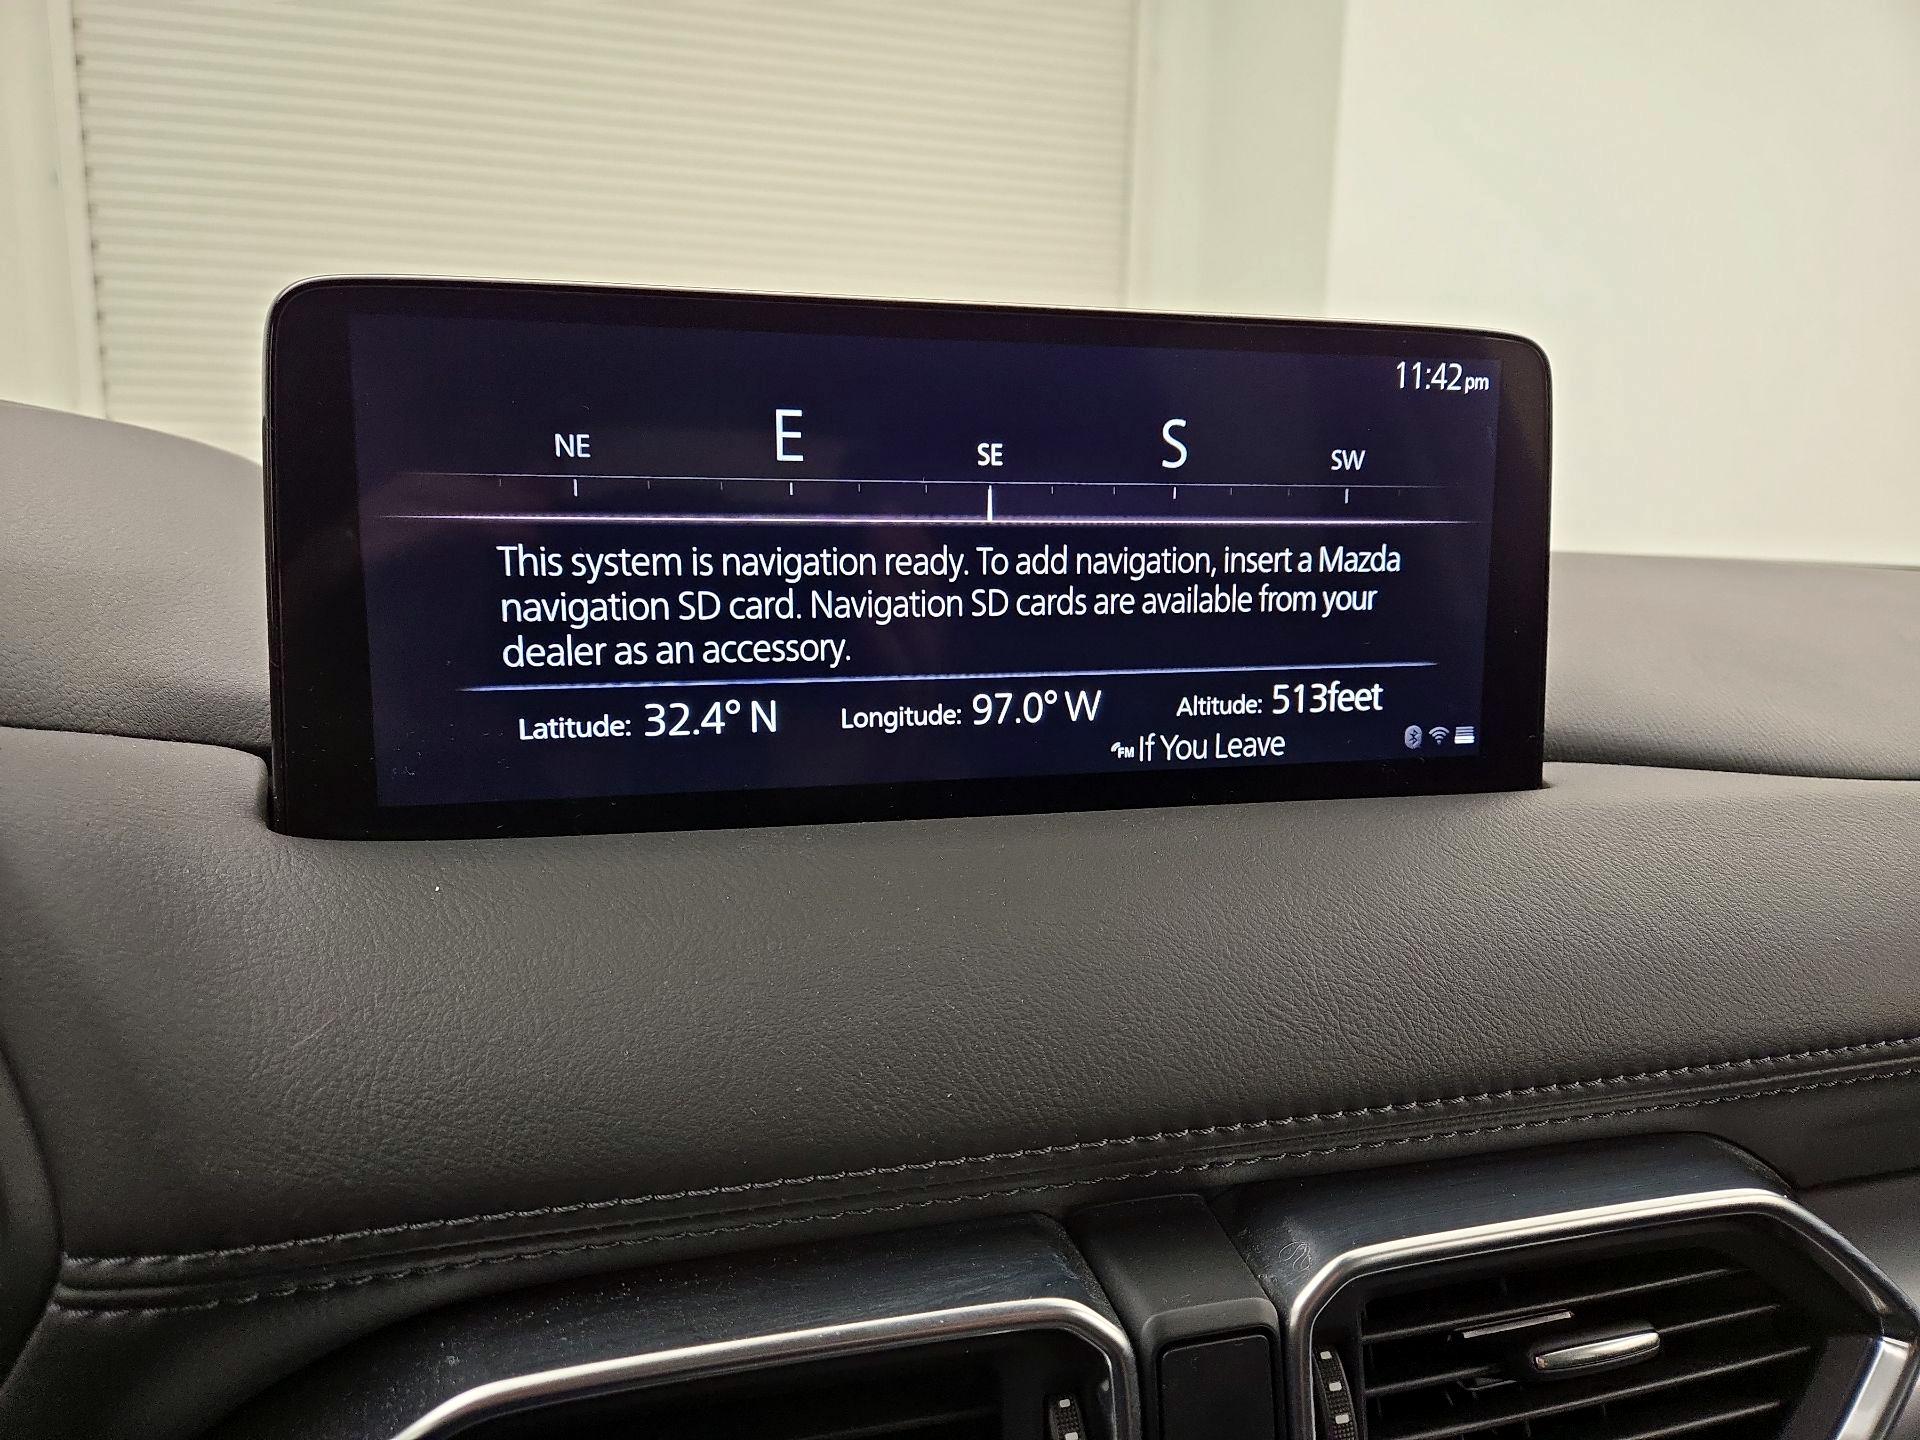 11:42pm
NE E SE S SW
This system is navigation ready. To add navigation, insert a Mazda
navigation SD card. Navigation SD cards are available from your
dealer as an accessory.
Latitude: 32.4° N Longitude: 97.0° W Altitude: 513feet
FM If You Leave